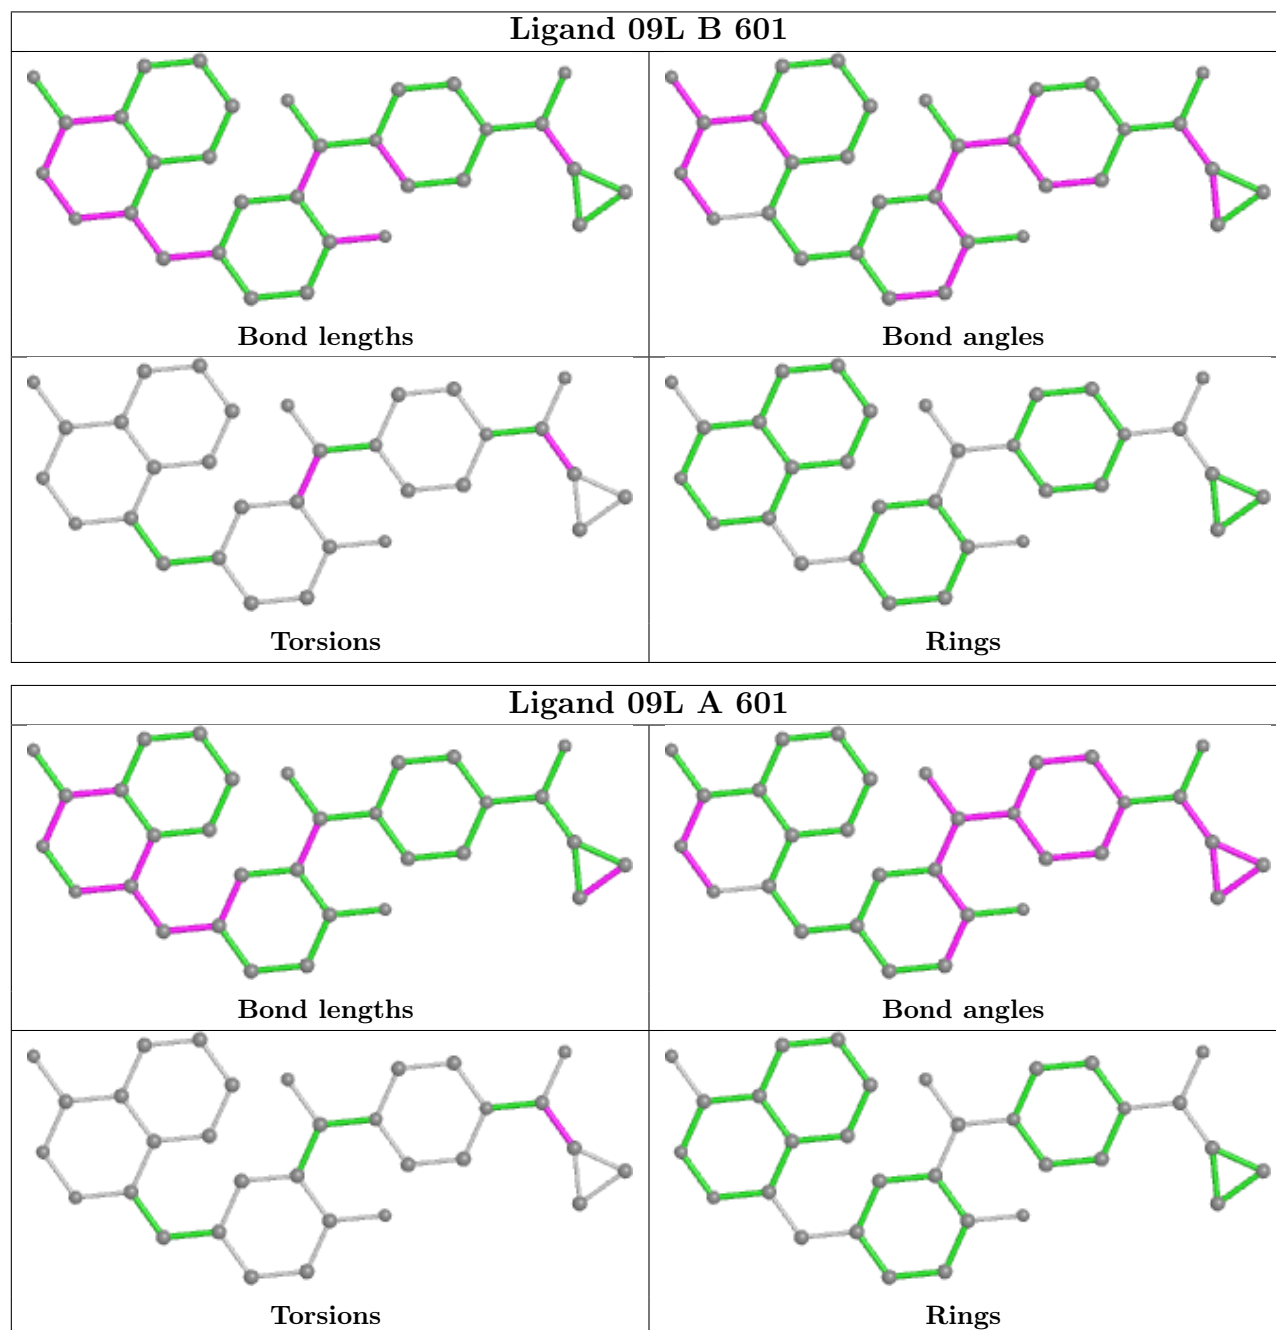 Ligand 09L B 601
Bond lengths
Bond angles
Torsions
Rings
Ligand 09L A 601
Bond lengths
Bond angles
Torsions
Rings